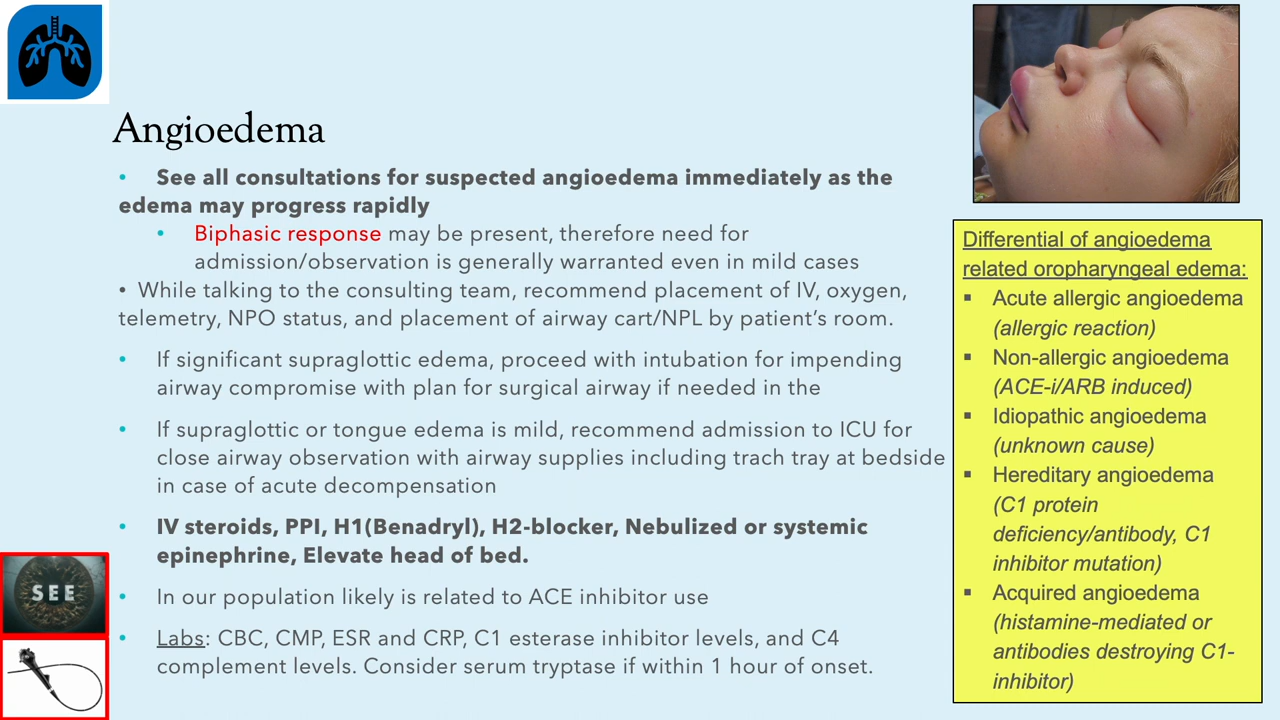 Angioedema
• See all consultations for suspected angioedema immediately as the
edema may progress rapidly
• Biphasic response may be present, therefore need for
admission/observation is generally warranted even in mild cases
• While talking to the consulting team, recommend placement of IV, oxygen,
telemetry, NPO status, and placement of airway cart/NPL by patient's room.
• If significant supraglottic edema, proceed with intubation for impending
airway compromise with plan for surgical airway if needed in the
• If supraglottic or tongue edema is mild, recommend admission to ICU for
close airway observation with airway supplies including trach tray at bedside
in case of acute decompensation
• IV steroids, PPI, H1(Benadryl), H2-blocker, Nebulized or systemic
epinephrine, Elevate head of bed.
• In our population likely is related to ACE inhibitor use
• Labs: CBC, CMP, ESR and CRP, C1 esterase inhibitor levels, and C4
complement levels. Consider serum tryptase if within 1 hour of onset.
Differential of angioedema
related oropharyngeal edema:
▪ Acute allergic angioedema
(allergic reaction)
▪ Non-allergic angioedema
(ACE-i/ARB induced)
▪ Idiopathic angioedema
(unknown cause)
▪ Hereditary angioedema
(C1 protein
deficiency/antibody, C1
inhibitor mutation)
▪ Acquired angioedema
(histamine-mediated or
antibodies destroying C1-
inhibitor)
SEE